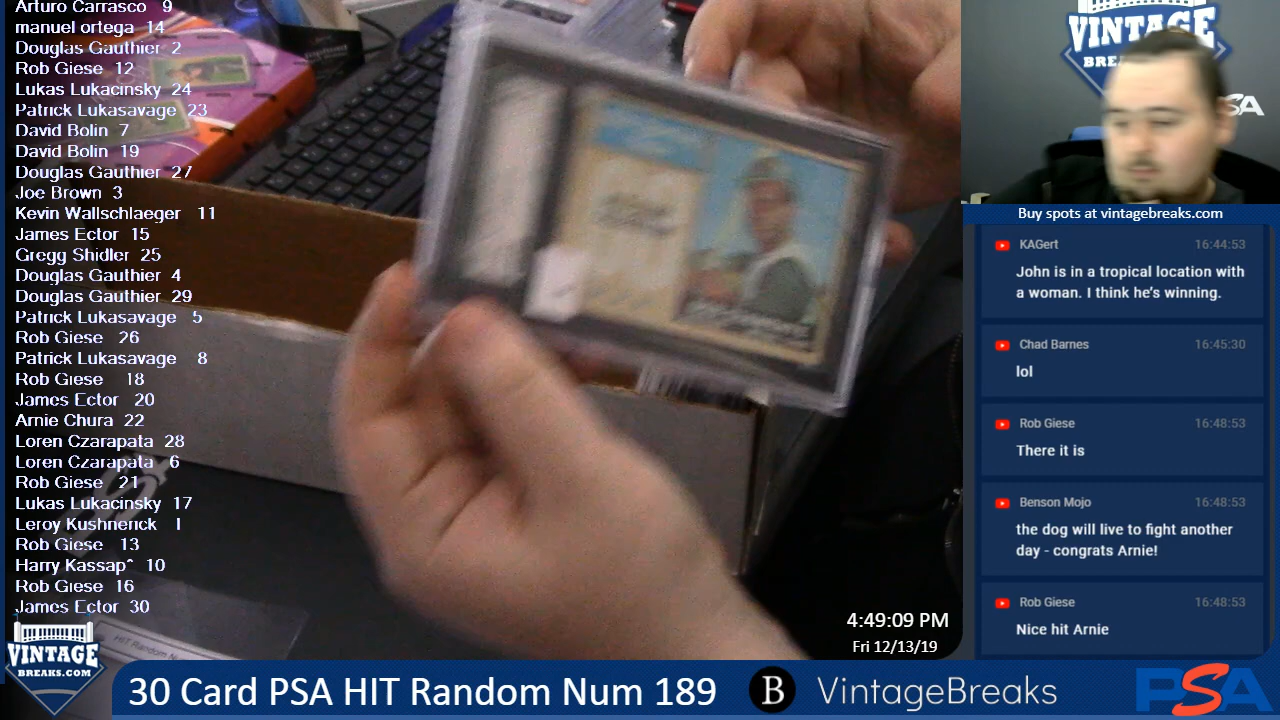 Arturo Carrasco 9
manuel ortega 14
Douglas Gauthier 2
Rob Giese 12
Lukas Lukacinsky 24
Patrick Lukasavage 23
David Bolin 7
David Bolin 19
Douglas Gauthier 27
Joe Brown 3
Kevin Wallschlaeger 11
James Ector 15
Gregg Shidler 25
Douglas Gauthier 4
Douglas Gauthier 29
Patrick Lukasavage 5
Rob Giese 26
Patrick Lukasavage 8
Rob Giese 18
James Ector 20
Arnie Chura 22
Loren Czarapata 28
Loren Czarapata 6
Rob Giese 21
Lukas Lukacinsky 17
Leroy Kushnerick 1
Rob Giese 13
Harry Kassap^ 10
Rob Giese 16
James Ector 30
HIT Random
VINTAGE
BREAKS.COM
4:49:09 PM
Fri 12/13/19
VINTAGE
BRE
SA
Buy spots at vintagebreaks.com
KAGert 16:44:53
John is in a tropical location with
a woman. I think he's winning.
Chad Barnes 16:45:30
lol
Rob Giese 16:48:53
There it is
Benson Mojo 16:48:53
the dog will live to fight another
day - congrats Arnie!
Rob Giese 16:48:53
Nice hit Arnie
30 Card PSA HIT Random Num 189
B VintageBreaks
PSA